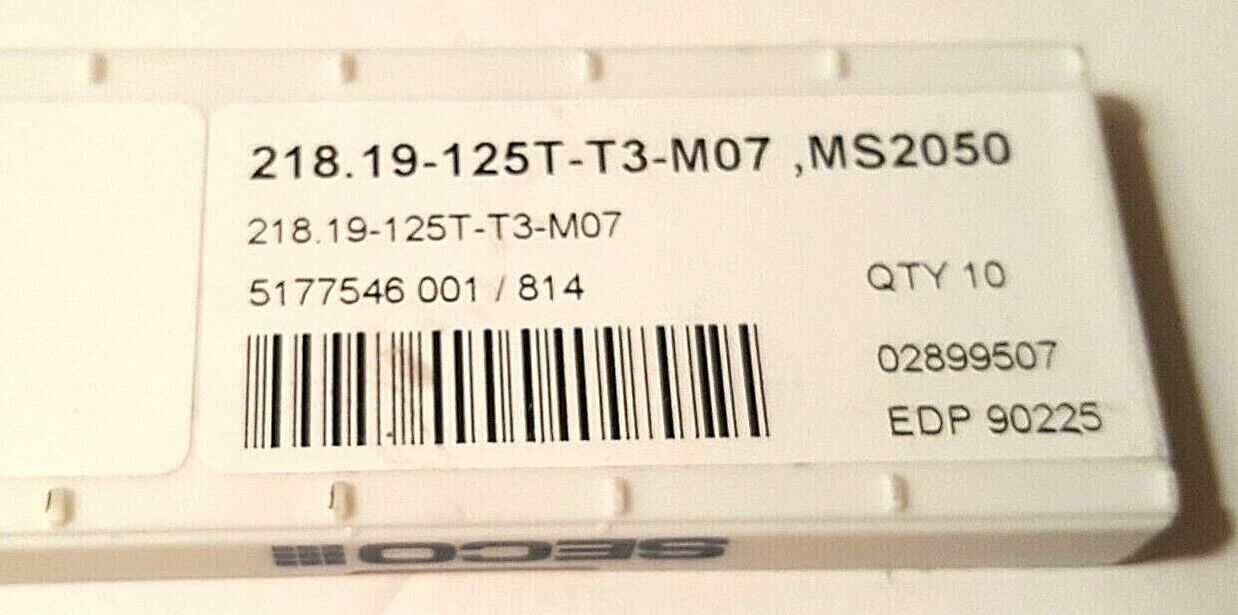 218.19-125T-T3-M07 ,MS2050
218.19-125T-T3-M07
5177546 001 / 814
QTY 10
02899507
EDP 90225
SECO